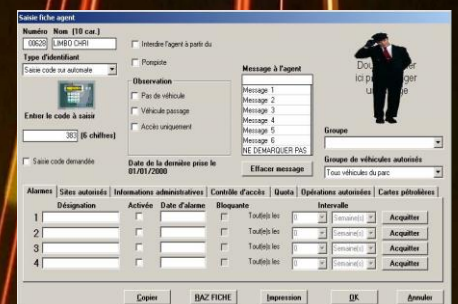 Saisie fiche agent
Numéro Nom (10 car.)
00628 LIMBO CHRI
Type d'identifiant
Saisie code sur automate
Entrer le code à saisir
383 (6 chiffres)
Saisie code demandée
Interdire l'agent à partir du
Pompiste
Observation
Pas de véhicule
Véhicule passage
Accès uniquement
Date de la dernière prise le
01/01/2000
Message à l'agent
Message 1
Message 2
Message 3
Message 4
Message 5
Message 6
NE DEMARQUER PAS
Effacer message
Groupe
Groupe de véhicules autorisés
Tous véhicules du parc
Alarmes Sites autorisés Informations administratives Contrôle d'accès Quota Opérations autorisées Cartes pétrolières
Désignation Activée Date d'alarme Bloquante Intervalle
1 Tout(e)s les 0 Semaine(s) Acquitter
2 Tout(e)s les 0 Semaine(s) Acquitter
3 Tout(e)s les 0 Semaine(s) Acquitter
4 Tout(e)s les 0 Semaine(s) Acquitter
Copier RAZ FICHE Impression OK Annuler